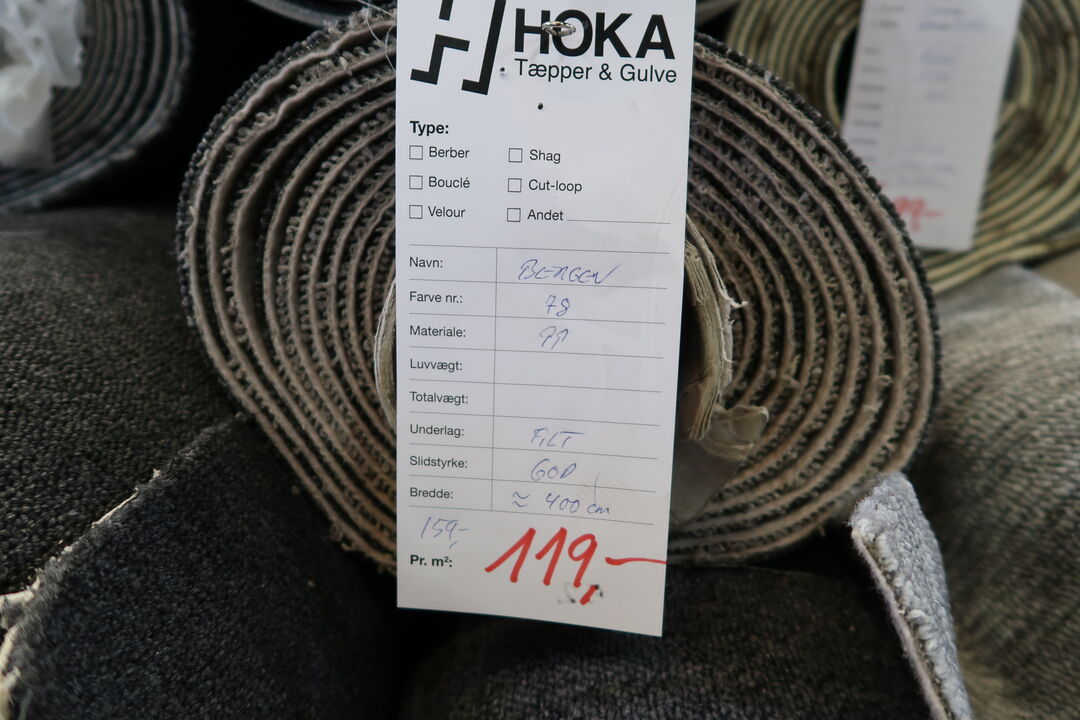 HOKA
Tæpper & Gulve
Type:
Berber Shag
Bouclé Cut-loop
Velour Andet
Navn: BERGEN
Farve nr.: 78
Materiale: PP
Luvvægt:
Totalvægt:
Underlag: FILT
Slidstyrke: GOD
Bredde: ≈ 400 cm
159,-
Pr. m²: 119,-